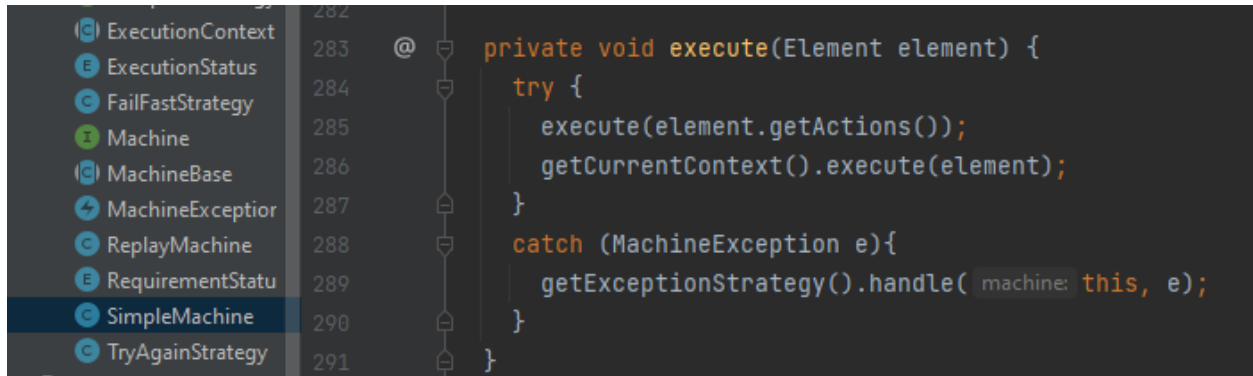 ExecutionContext
ExecutionStatus
FailFastStrategy
Machine
MachineBase
MachineException
ReplayMachine
RequirementStatu
SimpleMachine
TryAgainStrategy
282
283 @ private void execute(Element element) {
284 try {
285 execute(element.getActions());
286 getCurrentContext().execute(element);
287 }
288 catch (MachineException e){
289 getExceptionStrategy().handle( machine: this, e);
290 }
291 }